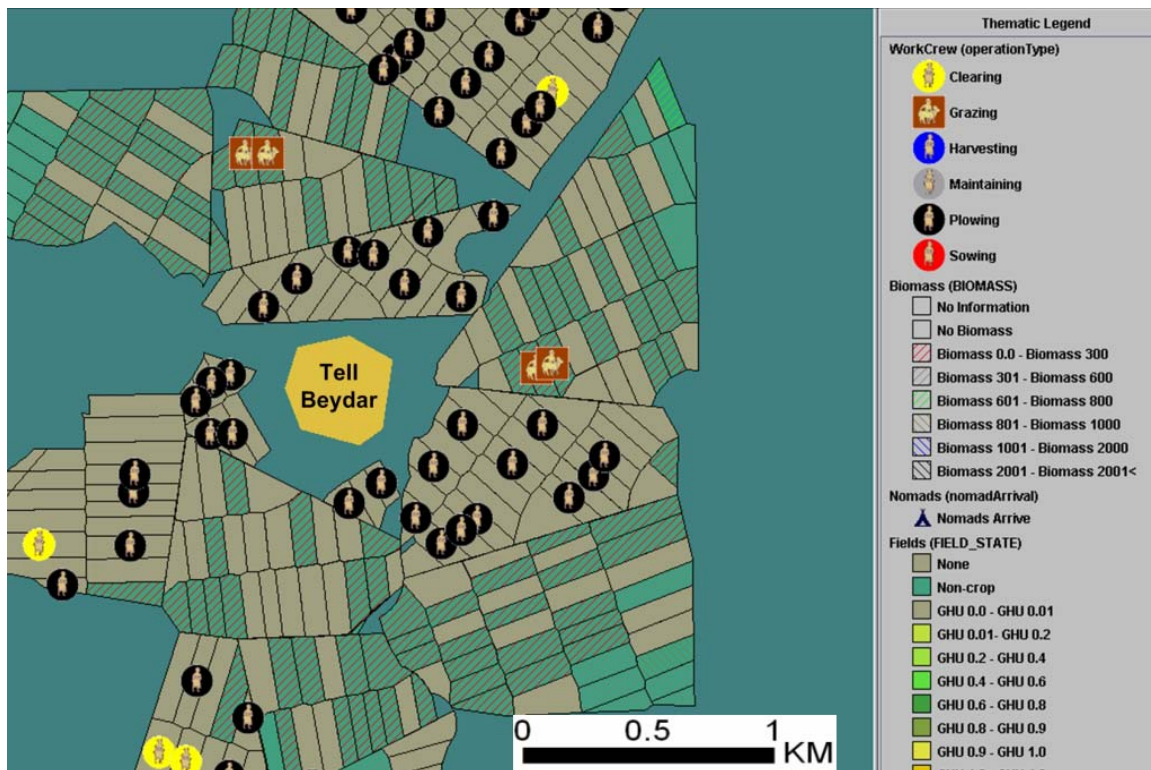 Tell
Beydar
0 0.5 1
KM
Thematic Legend
WorkCrew (operationType)
Clearing
Grazing
Harvesting
Maintaining
Plowing
Sowing
Biomass (BIOMASS)
No Information
No Biomass
Biomass 0.0 - Biomass 300
Biomass 301 - Biomass 600
Biomass 601 - Biomass 800
Biomass 801 - Biomass 1000
Biomass 1001 - Biomass 2000
Biomass 2001 - Biomass 2001<
Nomads (nomadArrival)
Nomads Arrive
Fields (FIELD_STATE)
None
Non-crop
GHU 0.0 - GHU 0.01
GHU 0.01- GHU 0.2
GHU 0.2 - GHU 0.4
GHU 0.4 - GHU 0.6
GHU 0.6 - GHU 0.8
GHU 0.8 - GHU 0.9
GHU 0.9 - GHU 1.0